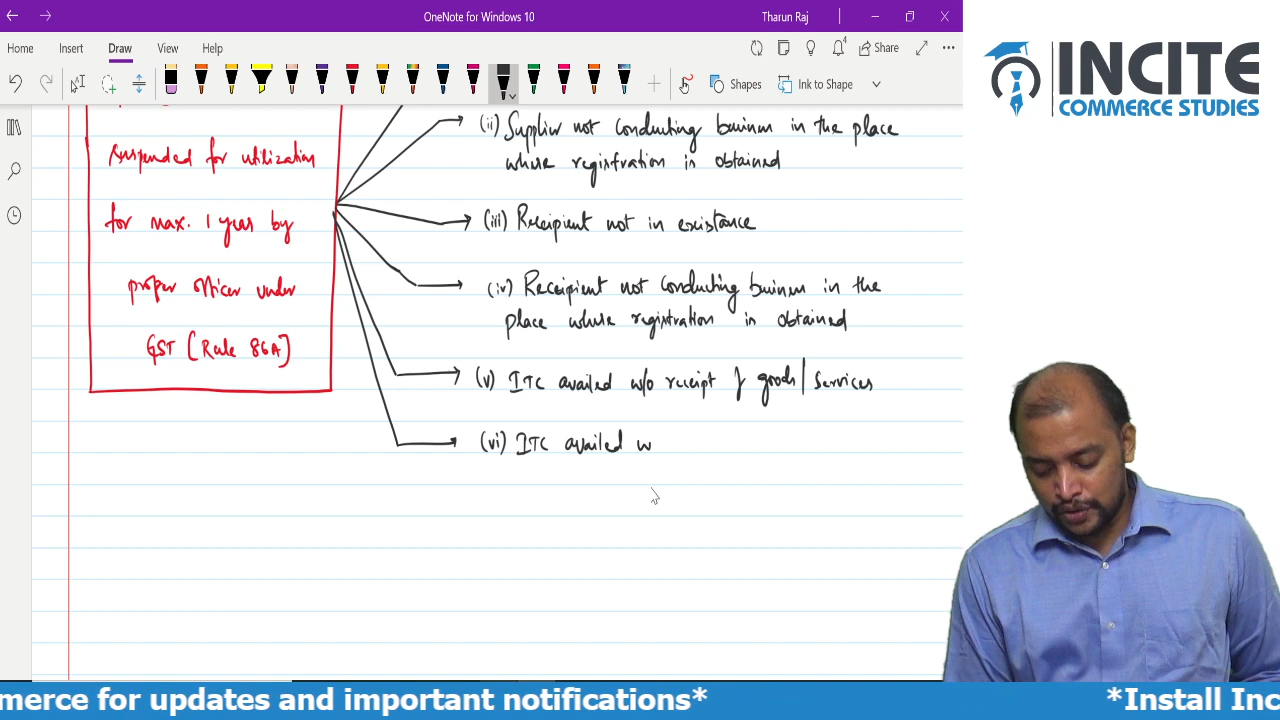 OneNote for Windows 10
Tharun Raj
Home Insert Draw View Help
4
Share
Shapes
Ink to Shape
INCITE
COMMERCE STUDIES
suspended for utilization
for max. 1 year by
proper officer under
GST [Rule 86A]
(ii) Supplier not conducting business in the place
where registration is obtained
(iii) Recipient not in existance
(iv) Receipient not conducting business in the
place where registration is obtained
(v) ITC availed w/o receipt of goods/services
(vi) ITC availed w
merce for updates and important notifications* *Install Inc